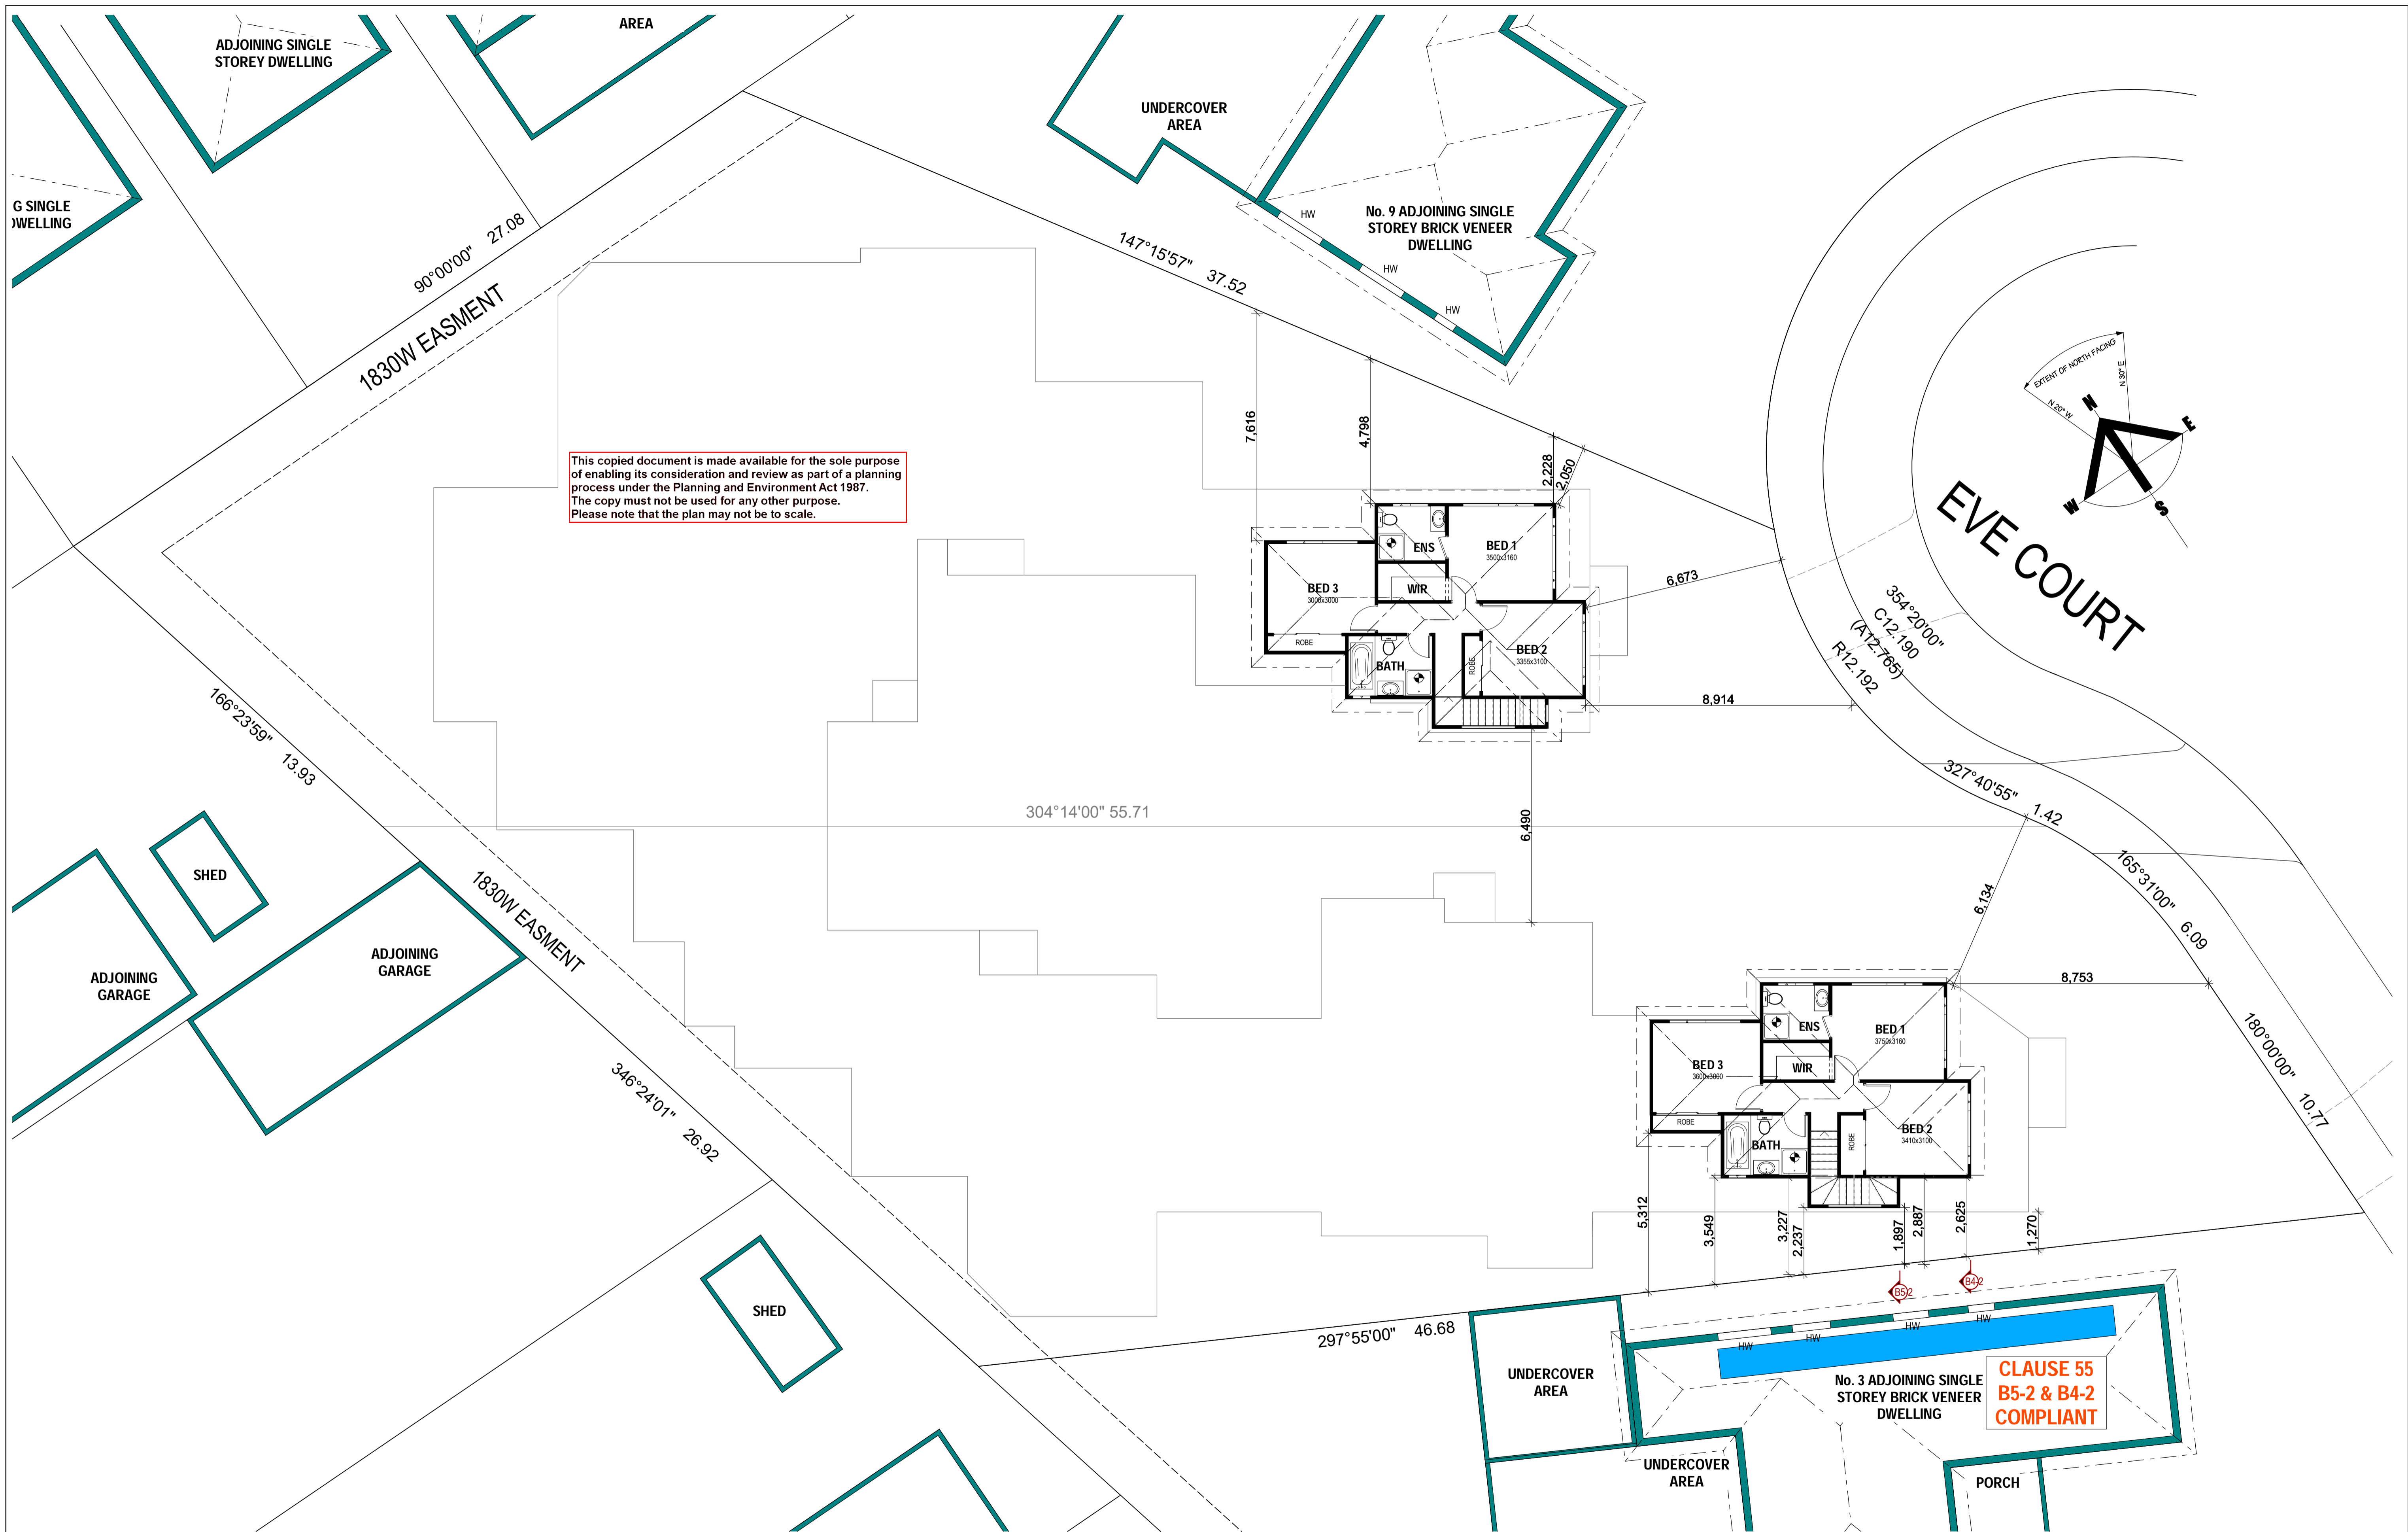 AREA
ADJOINING SINGLE
STOREY DWELLING
UNDERCOVER
AREA
G SINGLE
DWELLING
No. 9 ADJOINING SINGLE
STOREY BRICK VENEER
DWELLING
HW
HW
HW
90°00'00" 27.08
1830W EASMENT
147°15'57" 37.52
EXTENT OF NORTH FACING
N 20° W
N 30° E
N
E
W
S
EVE COURT
This copied document is made available for the sole purpose
of enabling its consideration and review as part of a planning
process under the Planning and Environment Act 1987.
The copy must not be used for any other purpose.
Please note that the plan may not be to scale.
7,616
4,798
2,228
2,050
ENS
BED 1
3500x3160
BED 3
3000x3000
WIR
ROBE
BATH
ROBE
BED 2
3355x3100
6,673
8,914
354°20'00"
C12.190
(A12.765)
R12.192
166°23'59" 13.93
304°14'00" 55.71
6,490
327°40'55" 1.42
165°31'00" 6.09
6,134
8,753
SHED
ADJOINING
GARAGE
ADJOINING
GARAGE
1830W EASMENT
346°24'01" 26.92
180°00'00" 10.77
ENS
BED 1
3750x3160
BED 3
3600x3000
WIR
ROBE
BATH
ROBE
BED 2
3410x3100
5,312
3,549
3,227
2,237
1,897
2,887
2,625
1,270
B5-2
B4-2
SHED
297°55'00" 46.68
HW
HW
HW
HW
UNDERCOVER
AREA
No. 3 ADJOINING SINGLE
STOREY BRICK VENEER
DWELLING
CLAUSE 55
B5-2 & B4-2
COMPLIANT
UNDERCOVER
AREA
PORCH